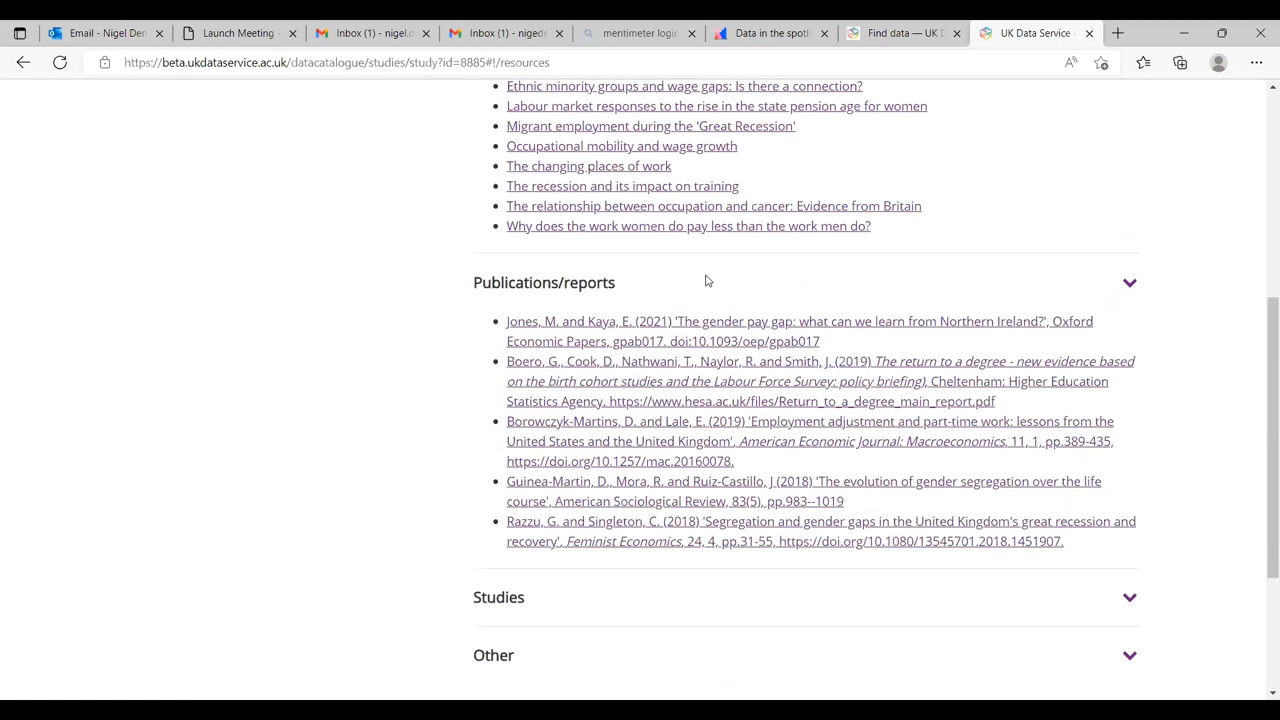 Email - Nigel Den
Launch Meeting -
Inbox (1) - nigel.d
Inbox (1) - nigeden
mentimeter login
Data in the spotli
Find data — UK D
UK Data Service
https://beta.ukdataservice.ac.uk/datacatalogue/studies/study?id=8885#!/resources
• Ethnic minority groups and wage gaps: Is there a connection?
• Labour market responses to the rise in the state pension age for women
• Migrant employment during the 'Great Recession'
• Occupational mobility and wage growth
• The changing places of work
• The recession and its impact on training
• The relationship between occupation and cancer: Evidence from Britain
• Why does the work women do pay less than the work men do?
Publications/reports
• Jones, M. and Kaya, E. (2021) 'The gender pay gap: what can we learn from Northern Ireland?', Oxford
Economic Papers, gpab017. doi:10.1093/oep/gpab017
• Boero, G., Cook, D., Nathwani, T., Naylor, R. and Smith, J. (2019) The return to a degree - new evidence based
on the birth cohort studies and the Labour Force Survey: policy briefing), Cheltenham: Higher Education
Statistics Agency. https://www.hesa.ac.uk/files/Return_to_a_degree_main_report.pdf
• Borowczyk-Martins, D. and Lale, E. (2019) 'Employment adjustment and part-time work: lessons from the
United States and the United Kingdom', American Economic Journal: Macroeconomics, 11, 1, pp.389-435,
https://doi.org/10.1257/mac.20160078.
• Guinea-Martin, D., Mora, R. and Ruiz-Castillo, J (2018) 'The evolution of gender segregation over the life
course', American Sociological Review, 83(5), pp.983--1019
• Razzu, G. and Singleton, C. (2018) 'Segregation and gender gaps in the United Kingdom's great recession and
recovery', Feminist Economics, 24, 4, pp.31-55, https://doi.org/10.1080/13545701.2018.1451907.
Studies
Other